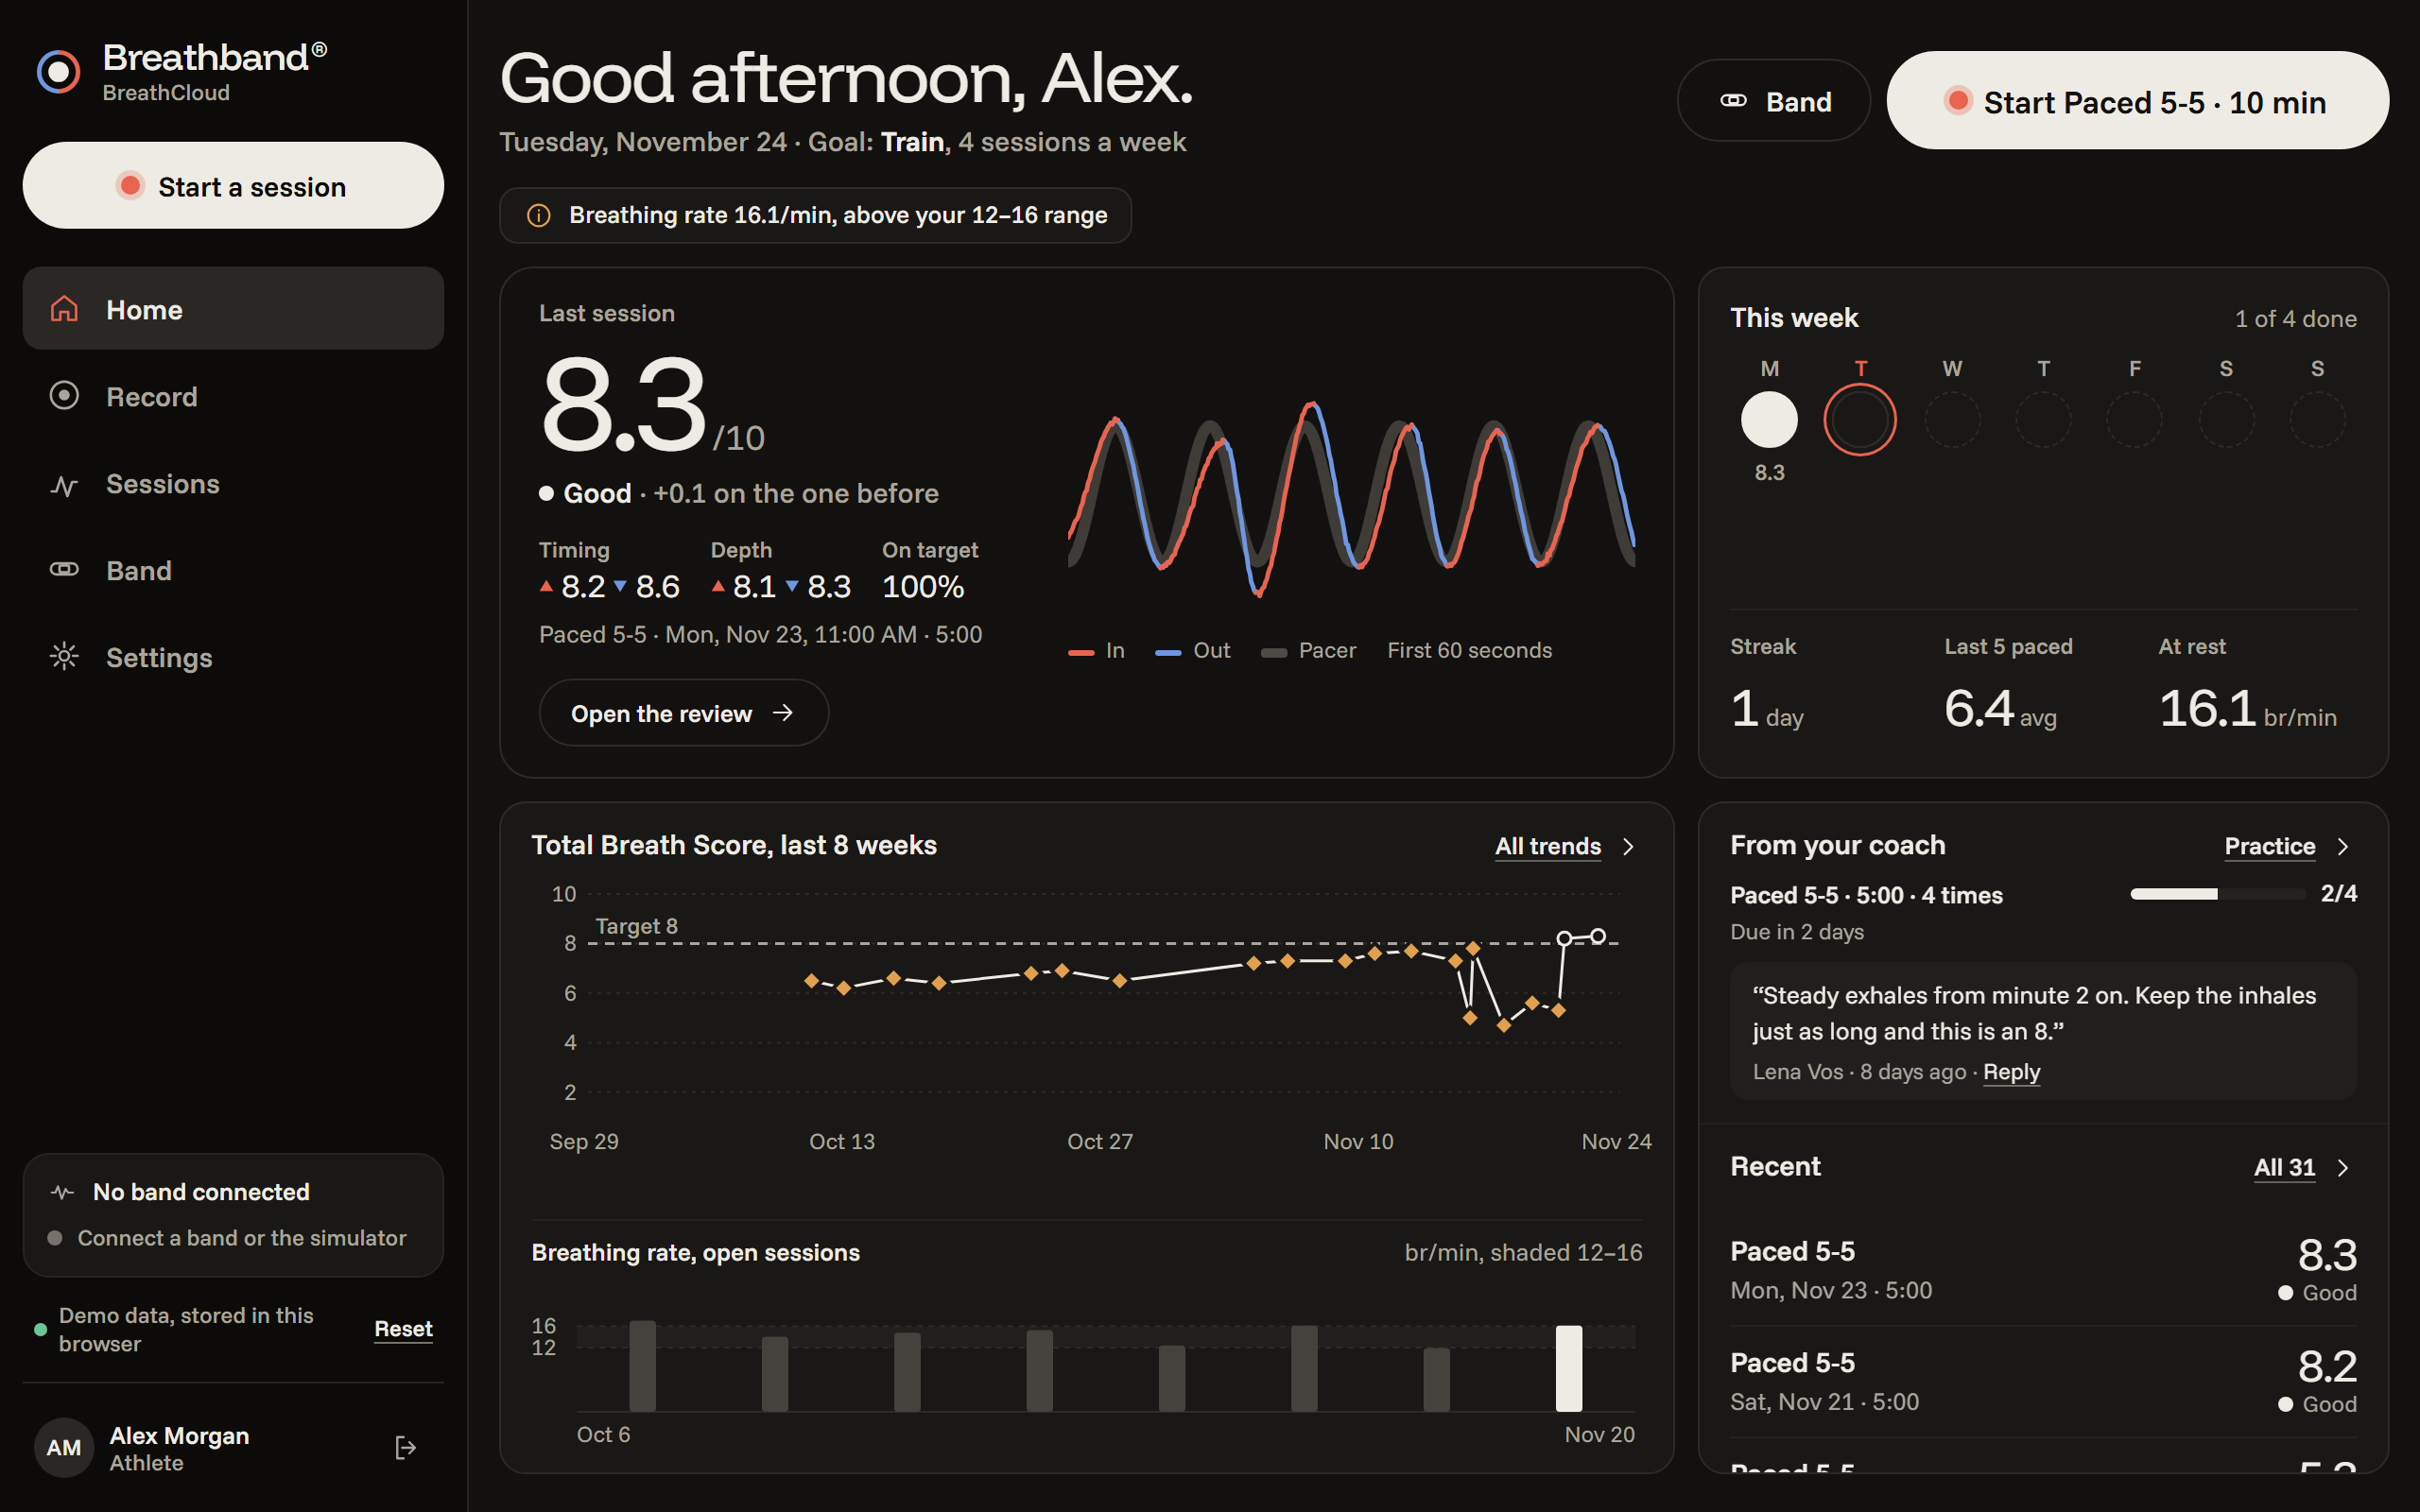 Breathband®
BreathCloud
Start a session
Home
Record
Sessions
Band
Settings
No band connected
Connect a band or the simulator
Demo data, stored in this
browser
Reset
AM
Alex Morgan
Athlete
Good afternoon, Alex.
Tuesday, November 24 · Goal: Train, 4 sessions a week
Band
Start Paced 5-5 · 10 min
Breathing rate 16.1/min, above your 12–16 range
Last session
8.3/10
Good · +0.1 on the one before
Timing Depth On target
8.2 8.6 8.1 8.3 100%
Paced 5-5 · Mon, Nov 23, 11:00 AM · 5:00
Open the review
In Out Pacer First 60 seconds
This week
1 of 4 done
M T W T F S S
8.3
Streak Last 5 paced At rest
1 day 6.4 avg 16.1 br/min
Total Breath Score, last 8 weeks
All trends
10
Target 8
8
6
4
2
Sep 29 Oct 13 Oct 27 Nov 10 Nov 24
Breathing rate, open sessions
br/min, shaded 12–16
16
12
Oct 6 Nov 20
From your coach
Practice
Paced 5-5 · 5:00 · 4 times
2/4
Due in 2 days
“Steady exhales from minute 2 on. Keep the inhales
just as long and this is an 8.”
Lena Vos · 8 days ago · Reply
Recent
All 31
Paced 5-5
8.3
Mon, Nov 23 · 5:00
Good
Paced 5-5
8.2
Sat, Nov 21 · 5:00
Good
Paced 5-5